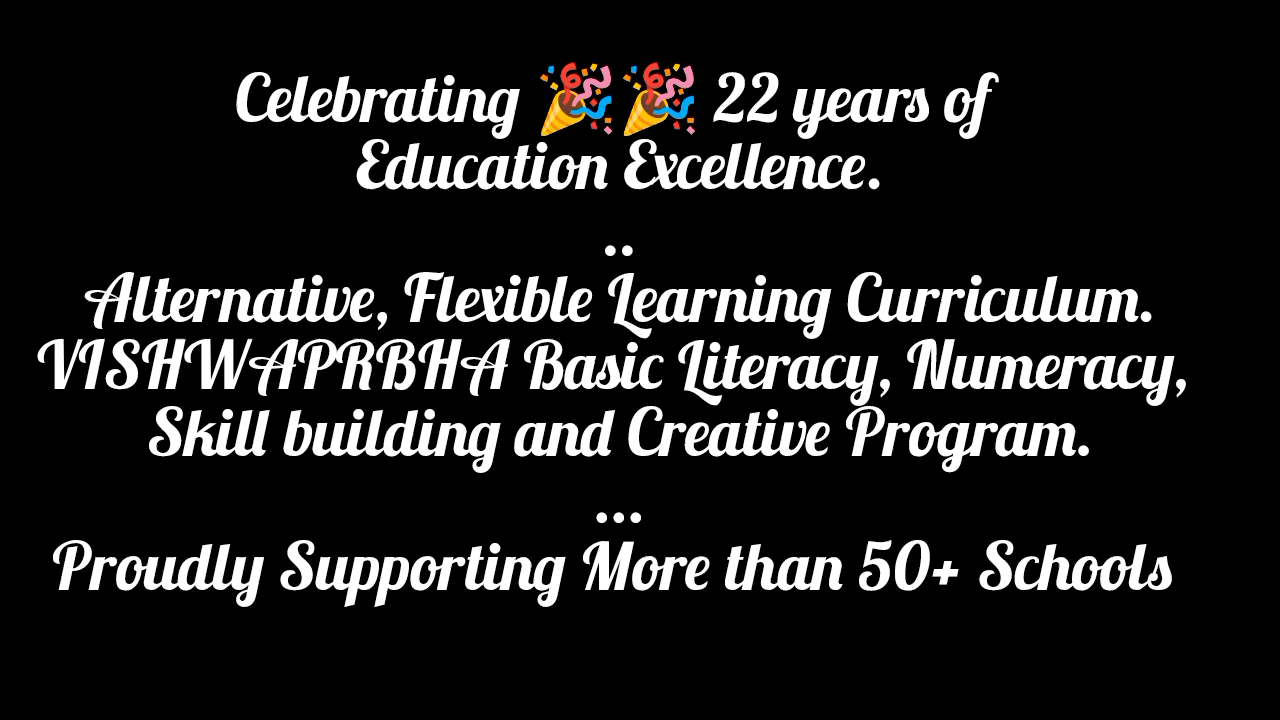 Celebrating 🎉🎉 22 years of
Education Excellence.
..
Alternative, Flexible Learning Curriculum.
VISHWAPRBHA Basic Literacy, Numeracy,
Skill building and Creative Program.
...
Proudly Supporting More than 50+ Schools